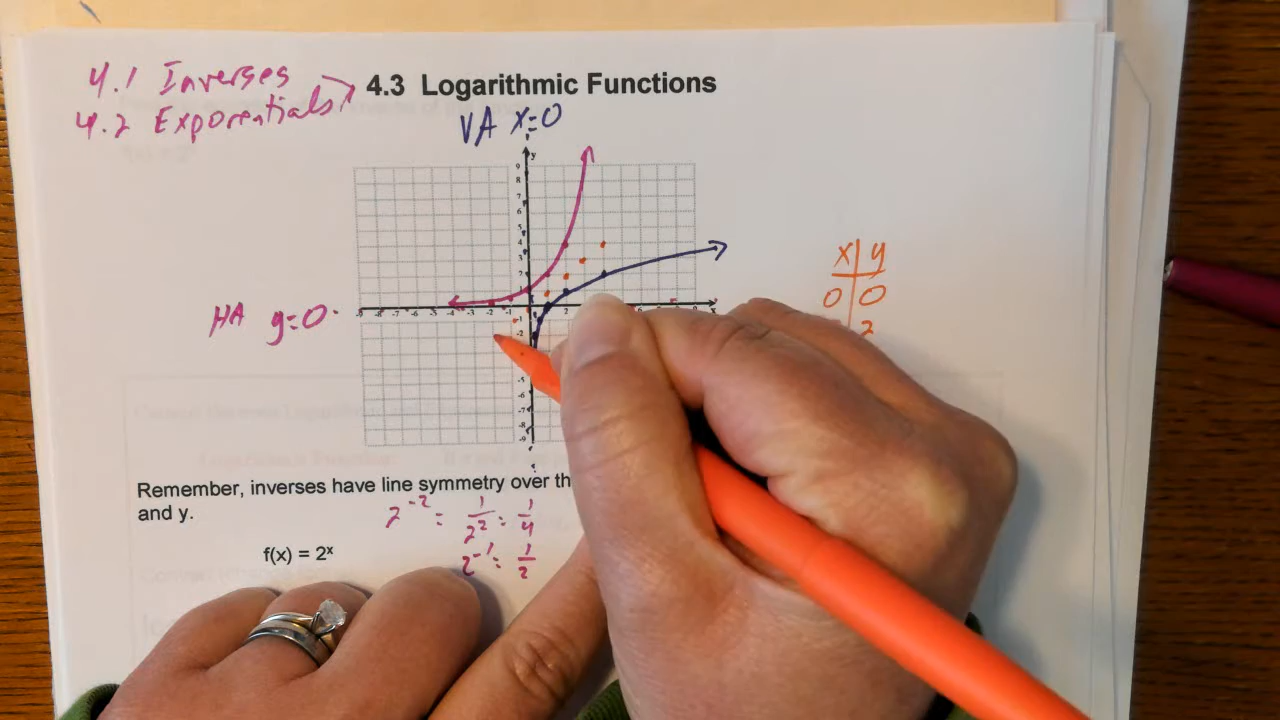 4.1 Inverses
4.2 Exponentials
4.3 Logarithmic Functions
VA x=0
HA y=0
x y
0 0
2
Remember, inverses have line symmetry over th
and y.
2^-2 = 1/2^2 = 1/4
f(x) = 2^x
2^-1 = 1/2